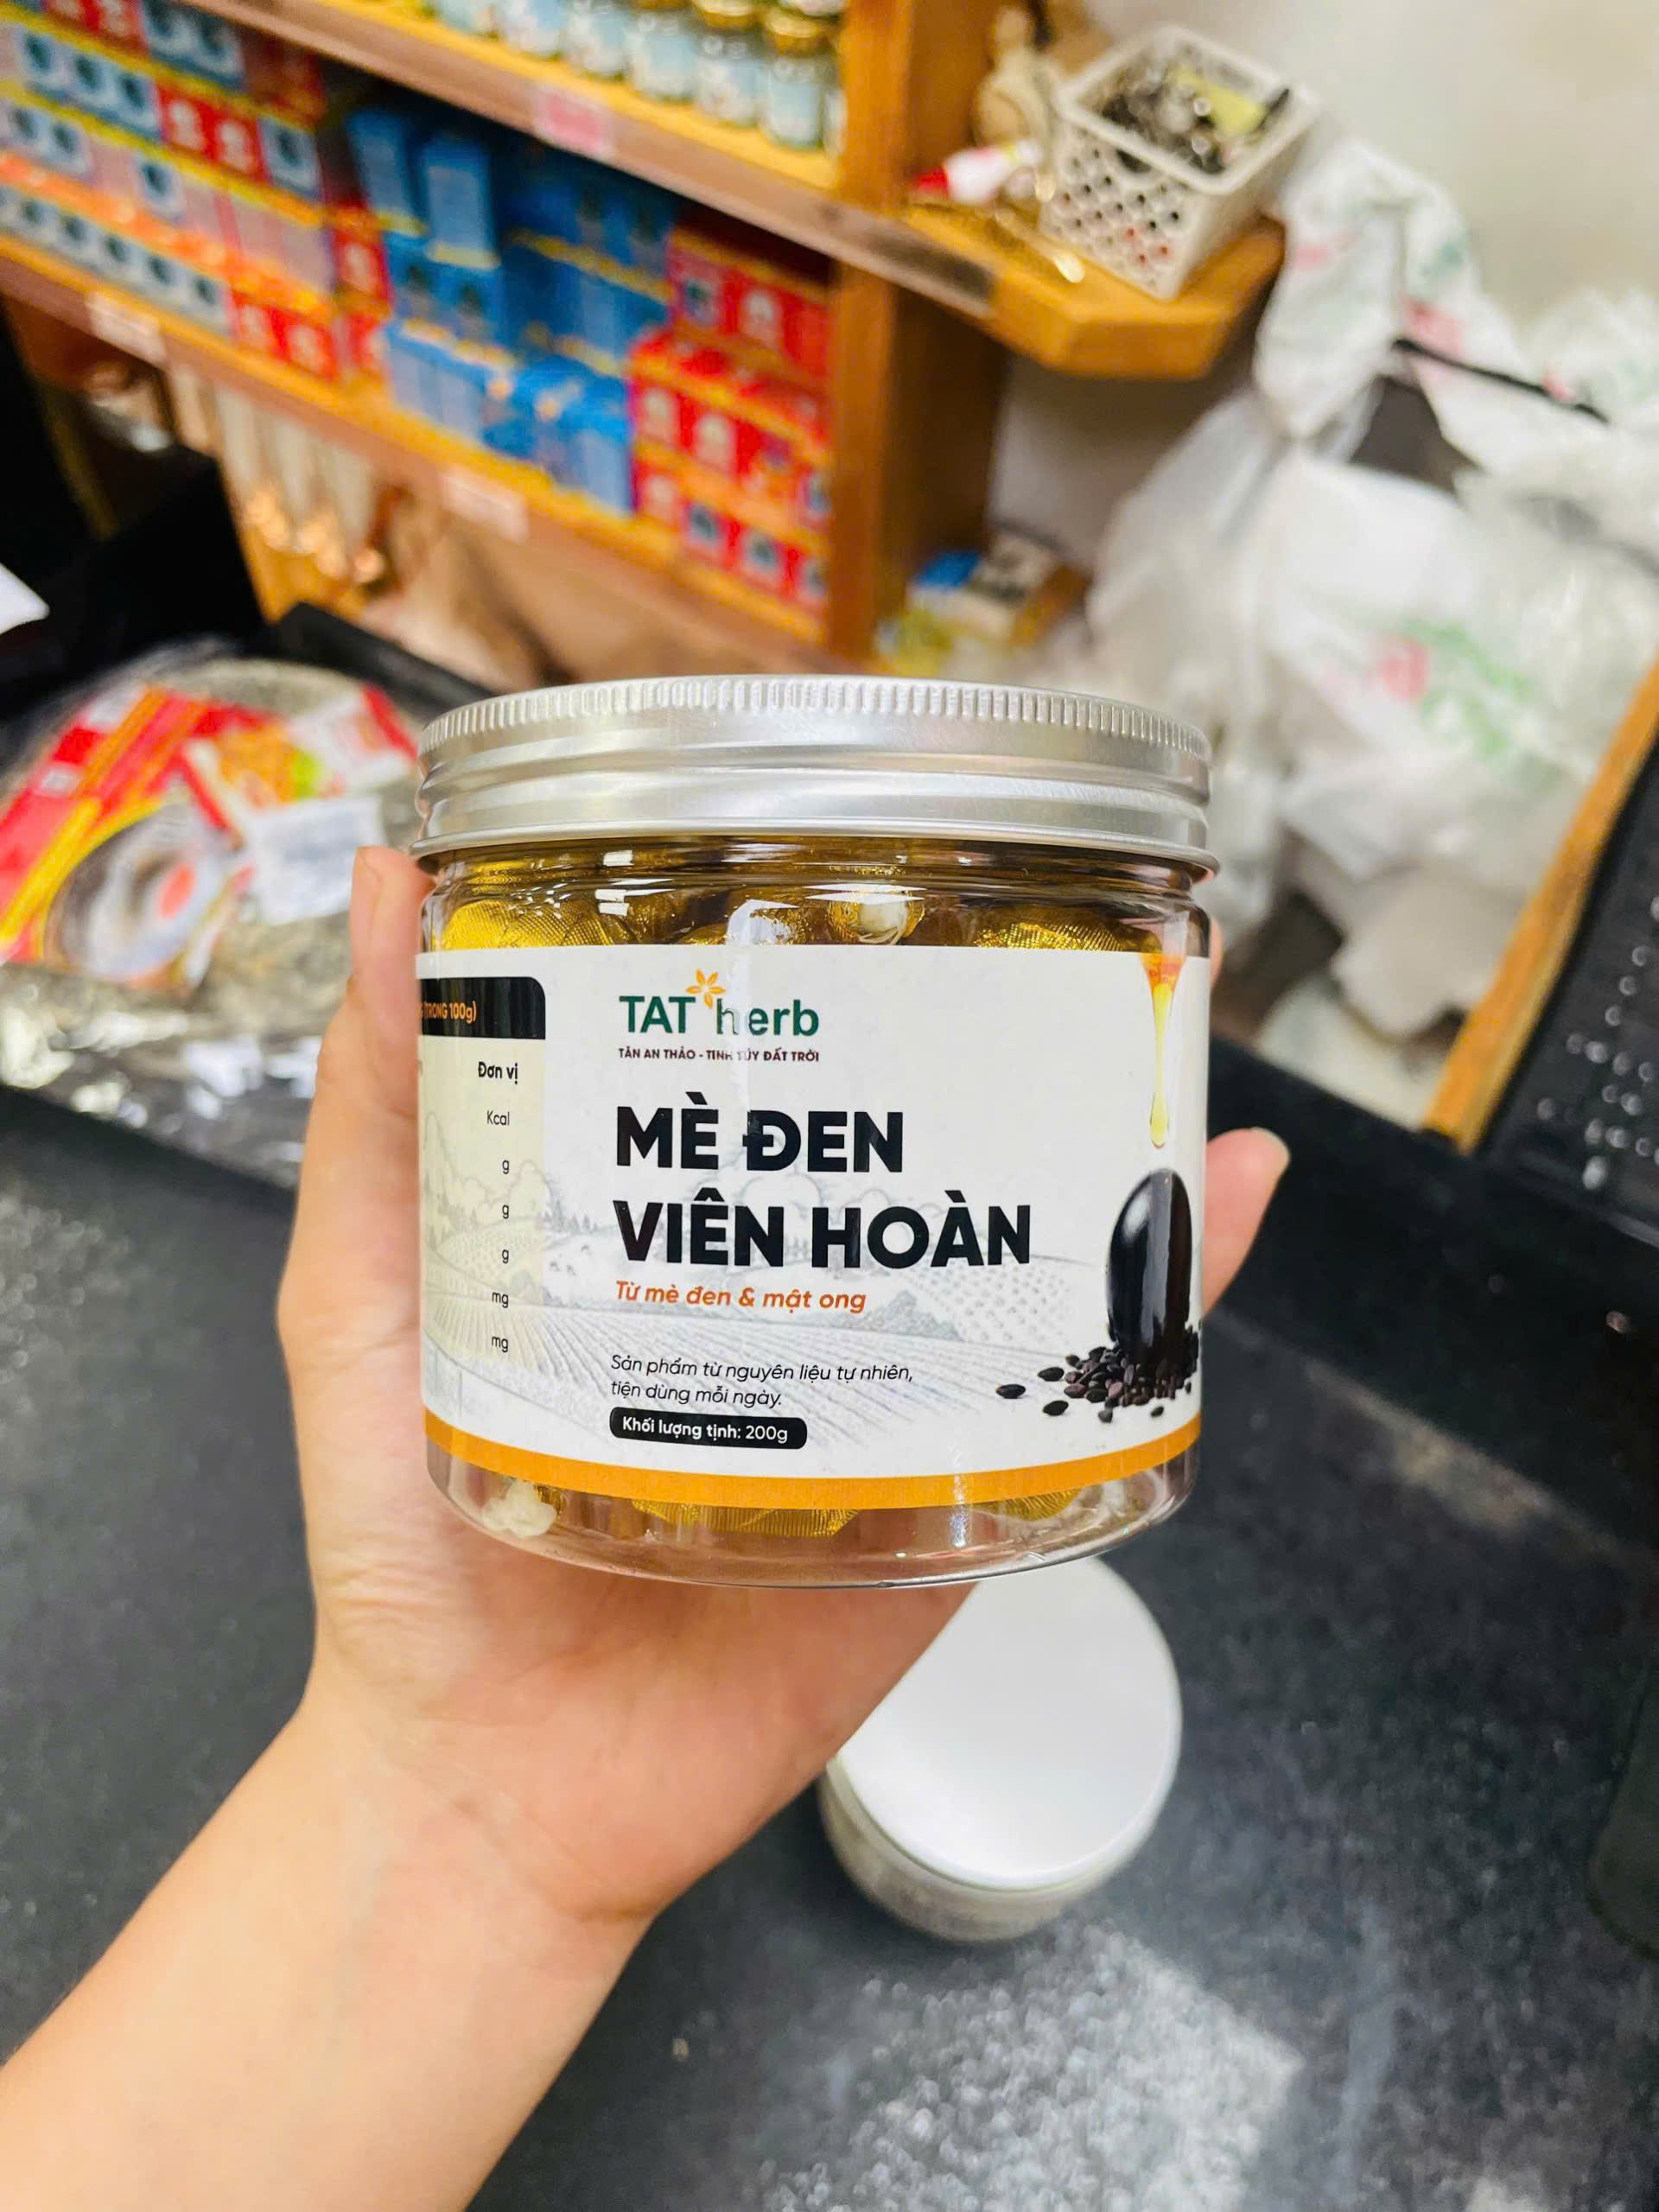 TRONG 100g)
Đơn vị
Kcal
g
g
g
mg
mg
TAT herb
TÂN AN THẢO - TINH TÚY ĐẤT TRỜI
MÈ ĐEN
VIÊN HOÀN
Từ mè đen & mật ong
Sản phẩm từ nguyên liệu tự nhiên,
tiện dùng mỗi ngày.
Khối lượng tịnh: 200g